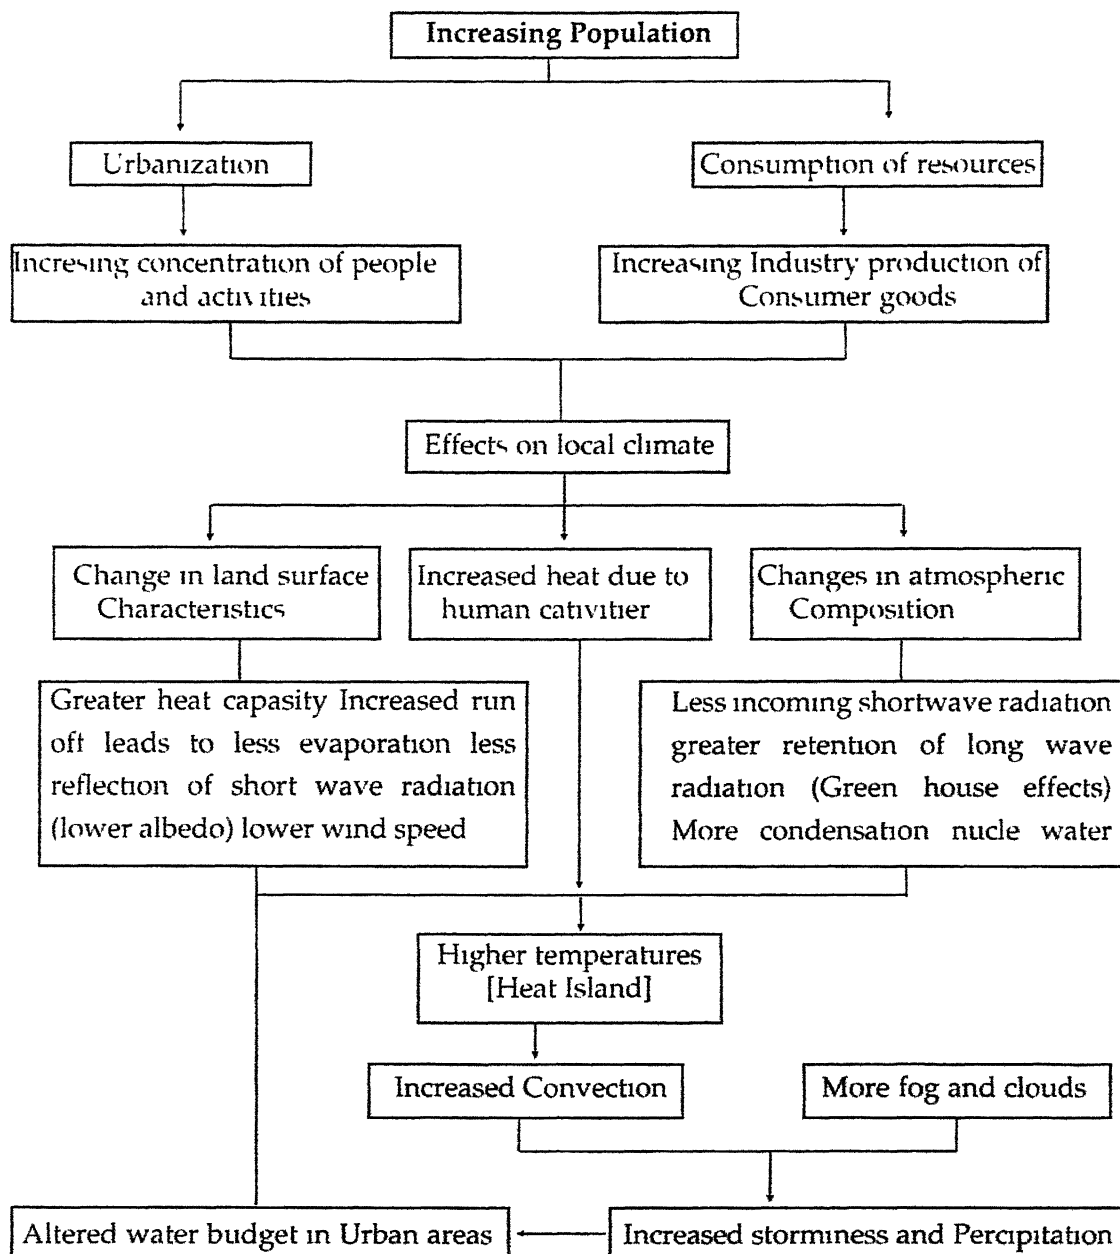 Increasing Population
Urbanization
Consumption of resources
Incresing concentration of people
and activities
Increasing Industry production of
Consumer goods
Effects on local climate
Change in land surface
Characteristics
Increased heat due to
human cativitier
Changes in atmospheric
Composition
Greater heat capasity Increased run
off leads to less evaporation less
reflection of short wave radiation
(lower albedo) lower wind speed
Less incoming shortwave radiation
greater retention of long wave
radiation (Green house effects)
More condensation nucle water
Higher temperatures
[Heat Island]
Increased Convection
More fog and clouds
Altered water budget in Urban areas
Increased storminess and Percipitation